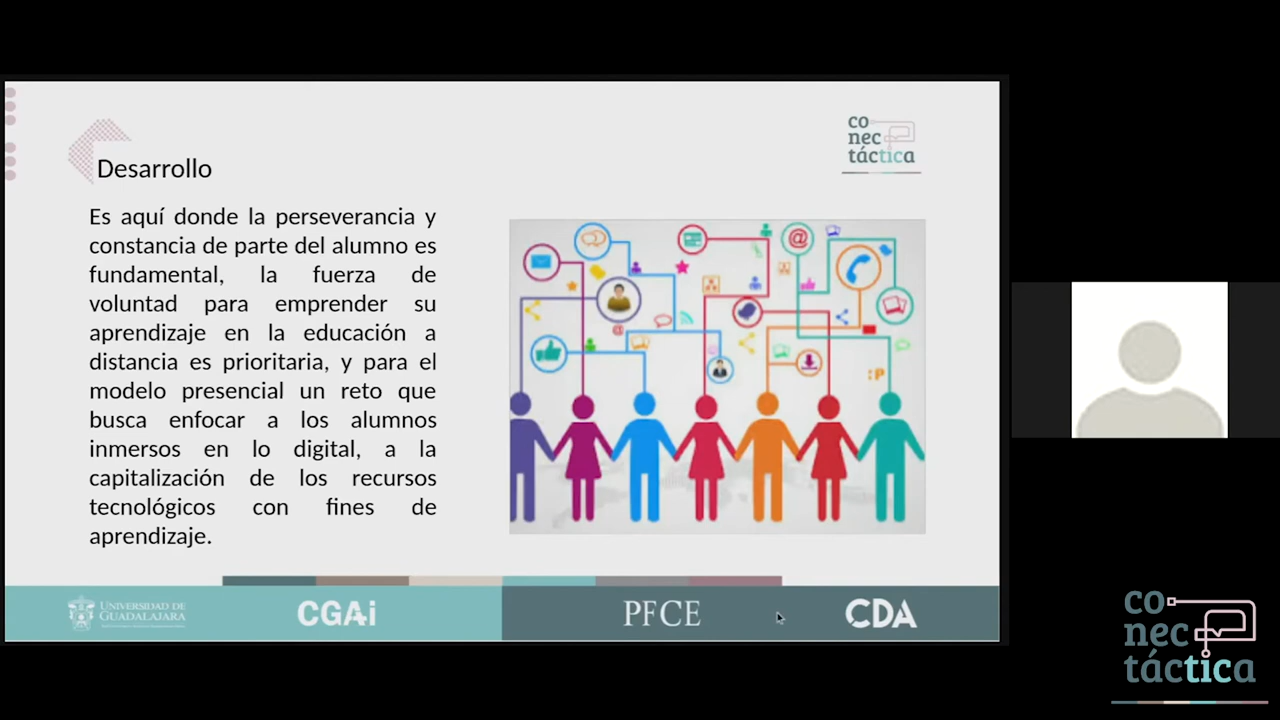 co
nec
táctica
Desarrollo
Es aquí donde la perseverancia y
constancia de parte del alumno es
fundamental, la fuerza de
voluntad para emprender su
aprendizaje en la educación a
distancia es prioritaria, y para el
modelo presencial un reto que
busca enfocar a los alumnos
inmersos en lo digital, a la
capitalización de los recursos
tecnológicos con fines de
aprendizaje.
@
@
:P
UNIVERSIDAD DE
GUADALAJARA
CGAi
PFCE
CDA
co
nec
táctica